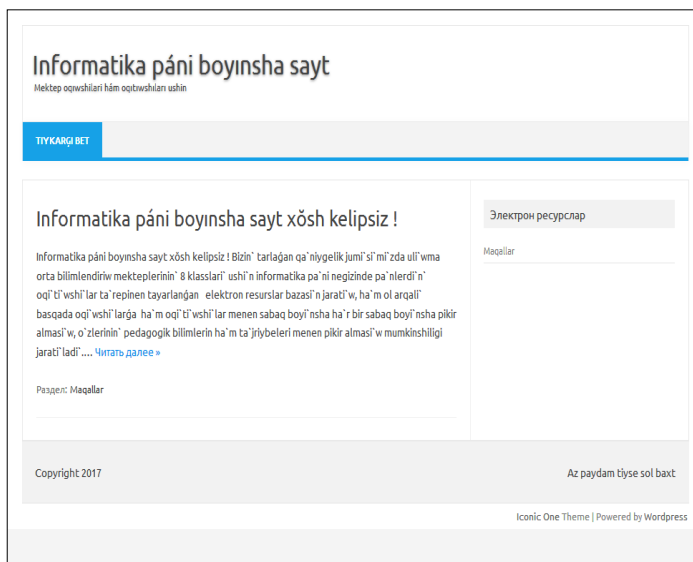 Informatika páni boyınsha sayt
Mektep oqıwshilari hám oqıtıwshıları ushin
TIYKARǴI BET
Informatika páni boyınsha sayt xǒsh kelipsiz !
Informatika páni boyınsha sayt xǒsh kelipsiz ! Bizin` tarlaǵan qa`niygelik jumi`si`mi`zda uli`wma
orta bilimlendiriw mekteplerinin` 8 klasslari` ushi`n informatika pa`ni negizinde pa`nlerdi`n`
oqi`ti`wshi`lar ta`repinen tayarlanǵan elektron resurslar bazasi`n jarati`w, ha`m ol arqali`
basqada oqi`wshi`larǵa ha`m oqi`ti`wshi`lar menen sabaq boyi`nsha ha`r bir sabaq boyi`nsha pikir
almasi`w, o`zlerinin` pedagogik bilimlerin ha`m ta`jriybeleri menen pikir almasi`w mumkinshiligi
jarati`ladi`.... Читать далее »
Раздел: Maqallar
Электрон ресурслар
Maqallar
Copyright 2017
Az paydam tiyse sol baxt
Iconic One Theme | Powered by Wordpress